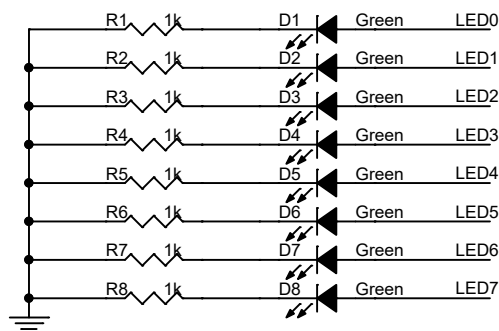 R1 1k D1 Green LED0
R2 1k D2 Green LED1
R3 1k D3 Green LED2
R4 1k D4 Green LED3
R5 1k D5 Green LED4
R6 1k D6 Green LED5
R7 1k D7 Green LED6
R8 1k D8 Green LED7